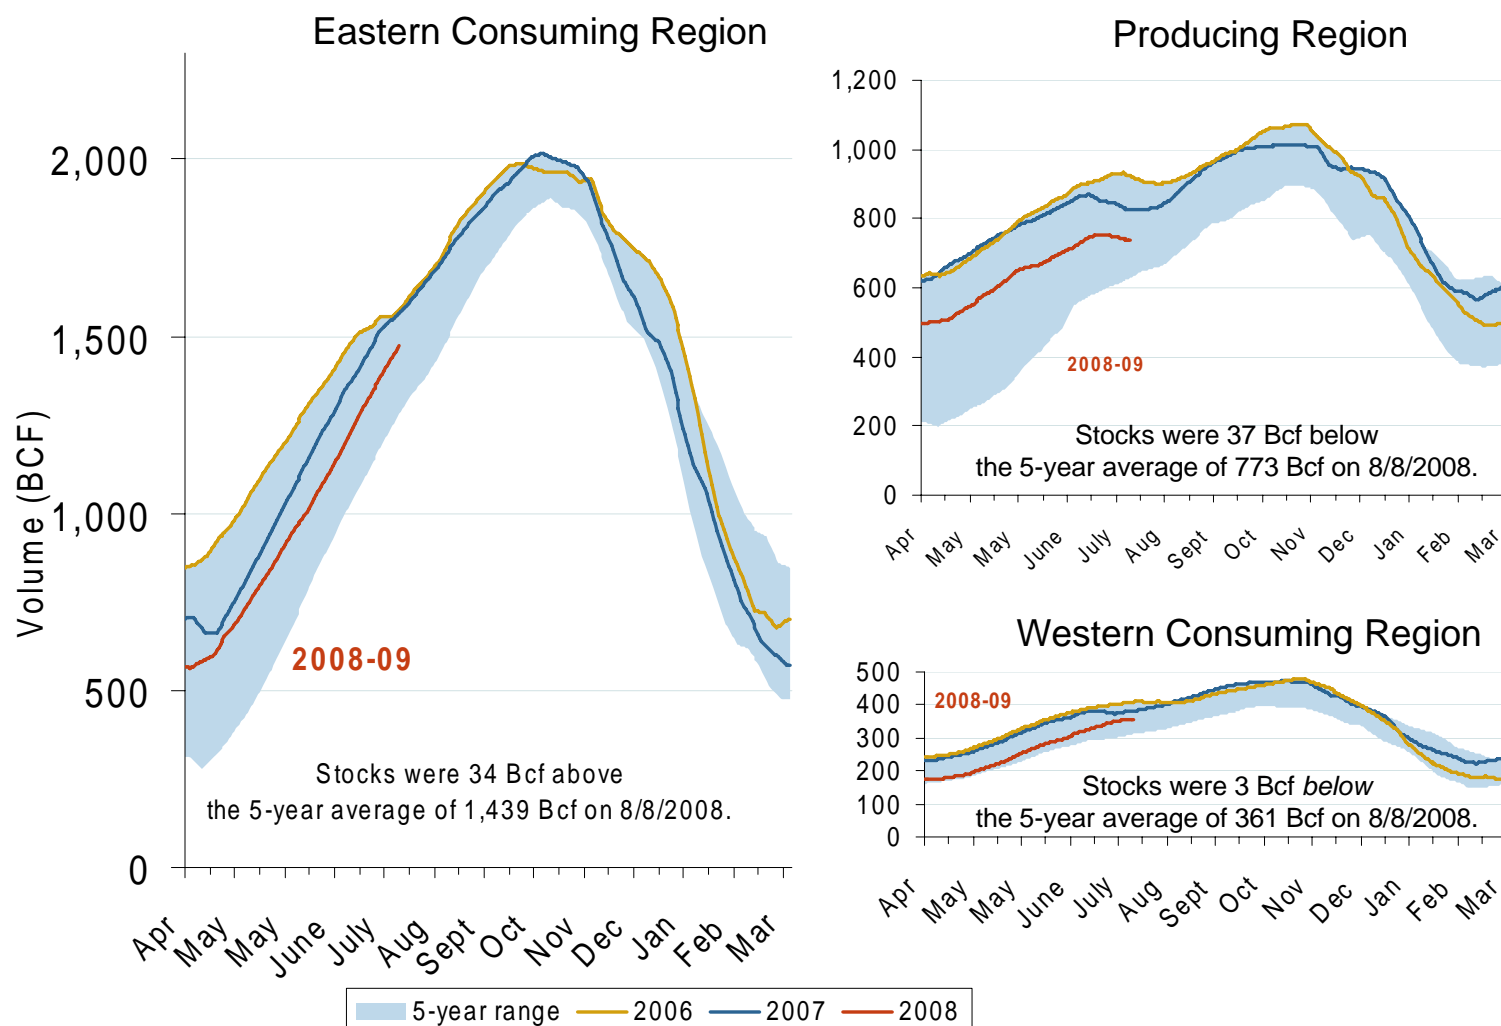 Eastern Consuming Region
Volume (BCF)
2,000
1,500
1,000
500
0
2008-09
Stocks were 34 Bcf above
the 5-year average of 1,439 Bcf on 8/8/2008.
Apr May May June July Aug Sept Oct Nov Dec Jan Feb Mar
Producing Region
1,200
1,000
800
600
400
200
0
2008-09
Stocks were 37 Bcf below
the 5-year average of 773 Bcf on 8/8/2008.
Apr May May June July Aug Sept Oct Nov Dec Jan Feb Mar
Western Consuming Region
500
400
300
200
100
0
2008-09
Stocks were 3 Bcf below
the 5-year average of 361 Bcf on 8/8/2008.
Apr May May June July Aug Sept Oct Nov Dec Jan Feb Mar
5-year range 2006 2007 2008